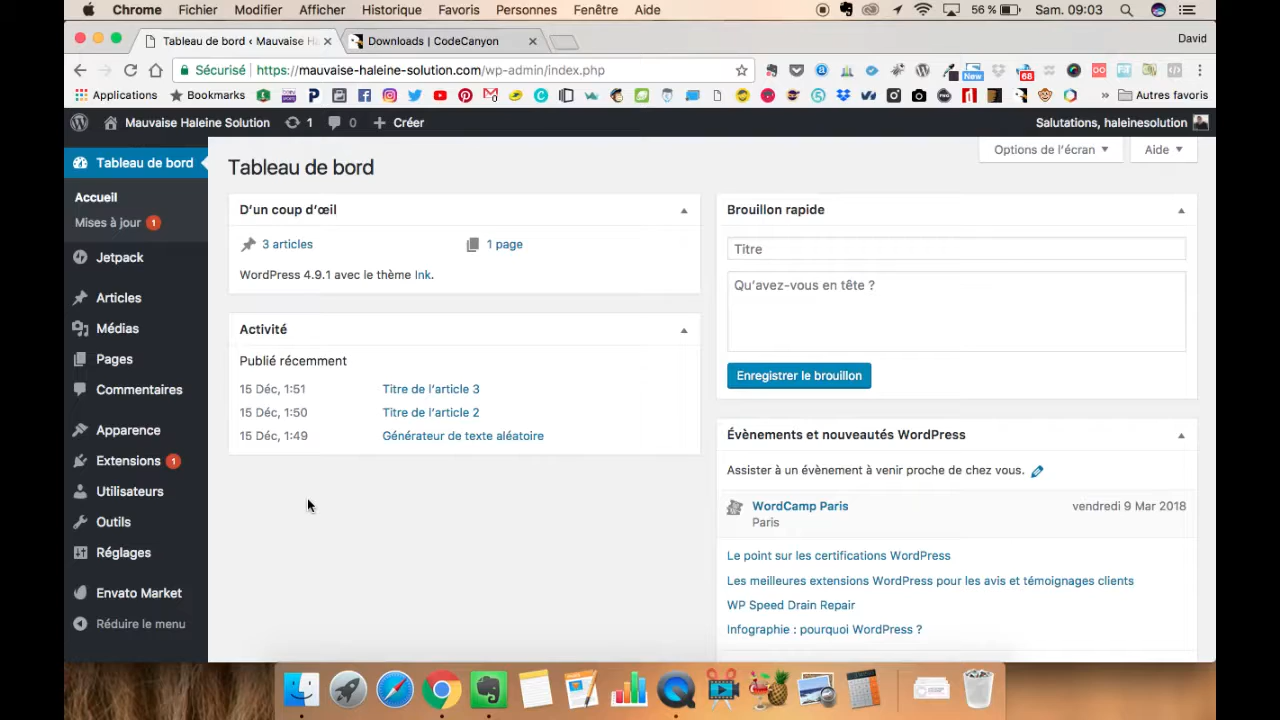 Chrome Fichier Modifier Afficher Historique Favoris Personnes Fenêtre Aide 56 % Sam. 09:03
Tableau de bord ‹ Mauvaise Ha Downloads | CodeCanyon David
Sécurisé https://mauvaise-haleine-solution.com/wp-admin/index.php New 68
Applications Bookmarks » Autres favoris
Mauvaise Haleine Solution 1 0 Créer Salutations, haleinesolution
Tableau de bord
Accueil
Mises à jour 1
Jetpack
Articles
Médias
Pages
Commentaires
Apparence
Extensions 1
Utilisateurs
Outils
Réglages
Envato Market
Réduire le menu
Options de l'écran Aide
Tableau de bord
D'un coup d'œil
3 articles 1 page
WordPress 4.9.1 avec le thème Ink.
Activité
Publié récemment
15 Déc, 1:51 Titre de l'article 3
15 Déc, 1:50 Titre de l'article 2
15 Déc, 1:49 Générateur de texte aléatoire
Brouillon rapide
Titre
Qu'avez-vous en tête ?
Enregistrer le brouillon
Évènements et nouveautés WordPress
Assister à un évènement à venir proche de chez vous.
WordCamp Paris vendredi 9 Mar 2018
Paris
Le point sur les certifications WordPress
Les meilleures extensions WordPress pour les avis et témoignages clients
WP Speed Drain Repair
Infographie : pourquoi WordPress ?